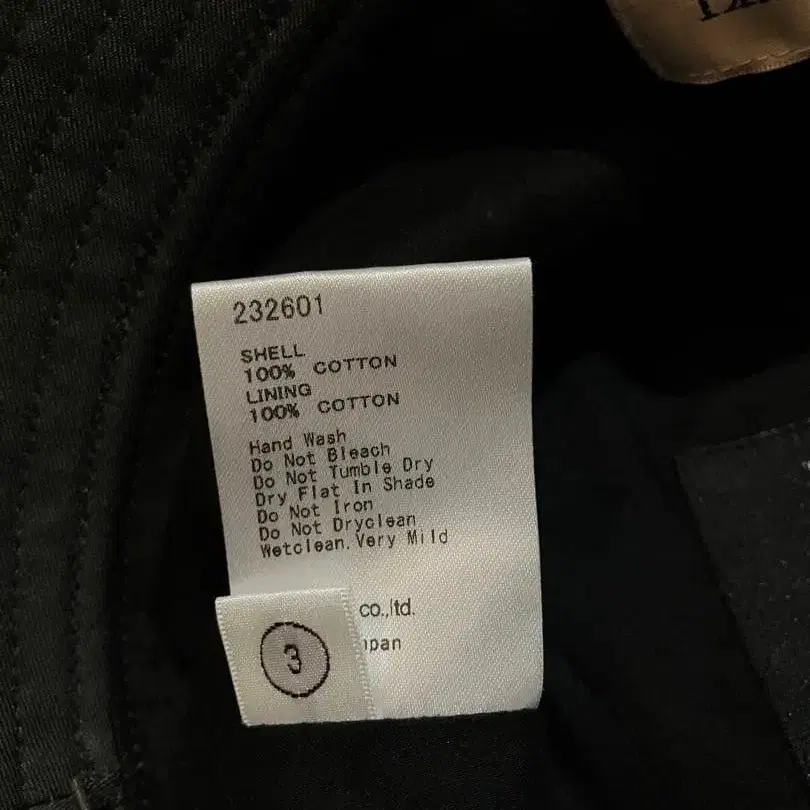 232601
SHELL
100% COTTON
LINING
100% COTTON
Hand Wash
Do Not Bleach
Do Not Tumble Dry
Dry Flat In Shade
Do Not Iron
Do Not Dryclean
Wetclean.Very Mild
co.,ltd.
3